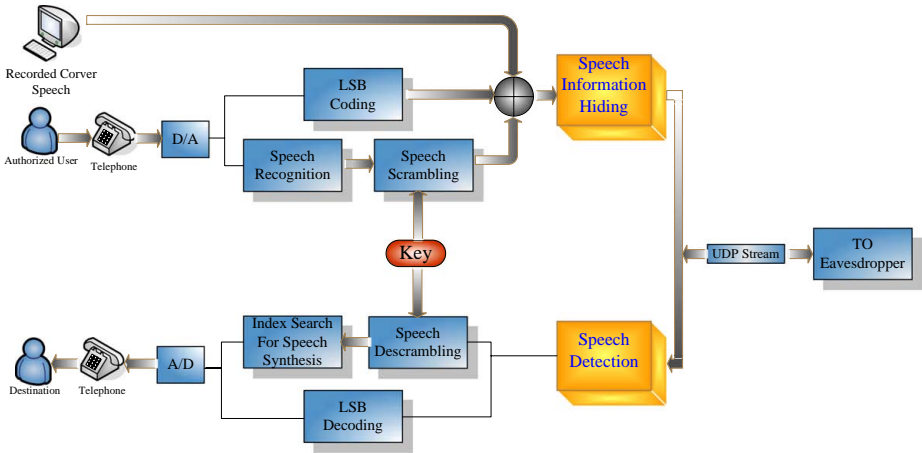 Recorded Corver
Speech
Authorized User
Telephone
D/A
LSB
Coding
Speech
Recognition
Speech
Scrambling
Speech
Information
Hiding
Key
UDP Stream
TO
Eavesdropper
Destination
Telephone
A/D
Index Search
For Speech
Synthesis
Speech
Descrambling
LSB
Decoding
Speech
Detection